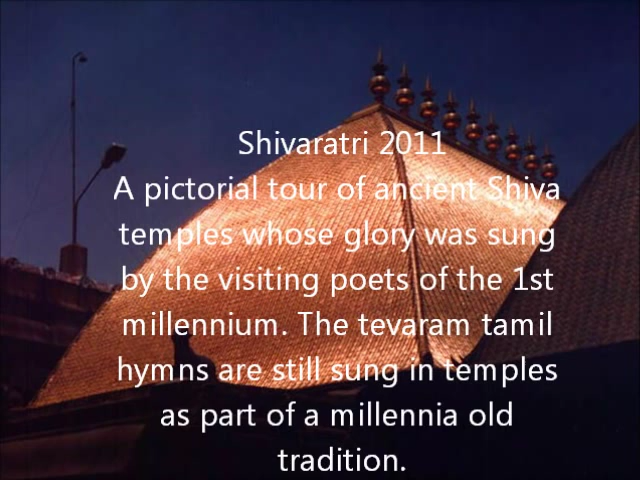 Shivaratri 2011
A pictorial tour of ancient Shiva
temples whose glory was sung
by the visiting poets of the 1st
millennium. The tevaram tamil
hymns are still sung in temples
as part of a millennia old
tradition.